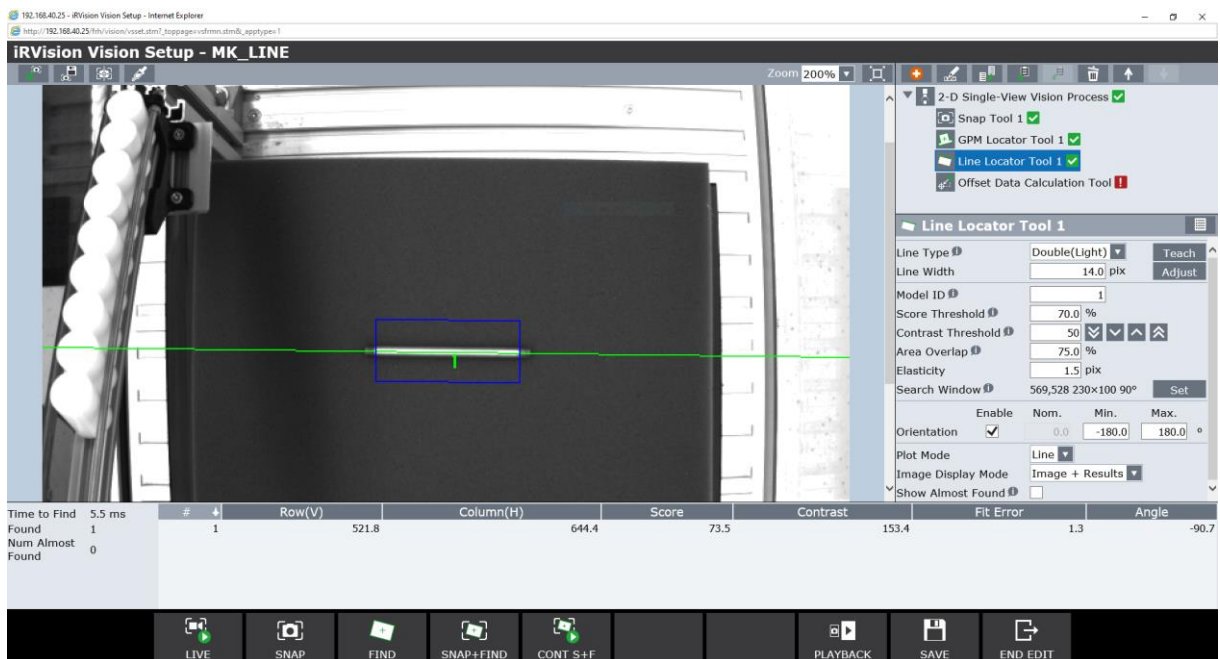 192.168.40.25 - iRVision Vision Setup - Internet Explorer
http://192.168.40.25/frh/vision/vsset.stm?_toppage=vsfrmn.stm&_apptype=1
iRVision Vision Setup - MK_LINE
Zoom 200%
2-D Single-View Vision Process
Snap Tool 1
GPM Locator Tool 1
Line Locator Tool 1
Offset Data Calculation Tool
Line Locator Tool 1
Line Type Double(Light) Teach
Line Width 14.0 pix Adjust
Model ID 1
Score Threshold 70.0 %
Contrast Threshold 50
Area Overlap 75.0 %
Elasticity 1.5 pix
Search Window 569,528 230×100 90° Set
Enable Nom. Min. Max.
Orientation 0.0 -180.0 180.0 °
Plot Mode Line
Image Display Mode Image + Results
Show Almost Found
Time to Find 5.5 ms
Found 1
Num Almost Found 0
# Row(V) Column(H) Score Contrast Fit Error Angle
1 521.8 644.4 73.5 153.4 1.3 -90.7
LIVE SNAP FIND SNAP+FIND CONT S+F PLAYBACK SAVE END EDIT